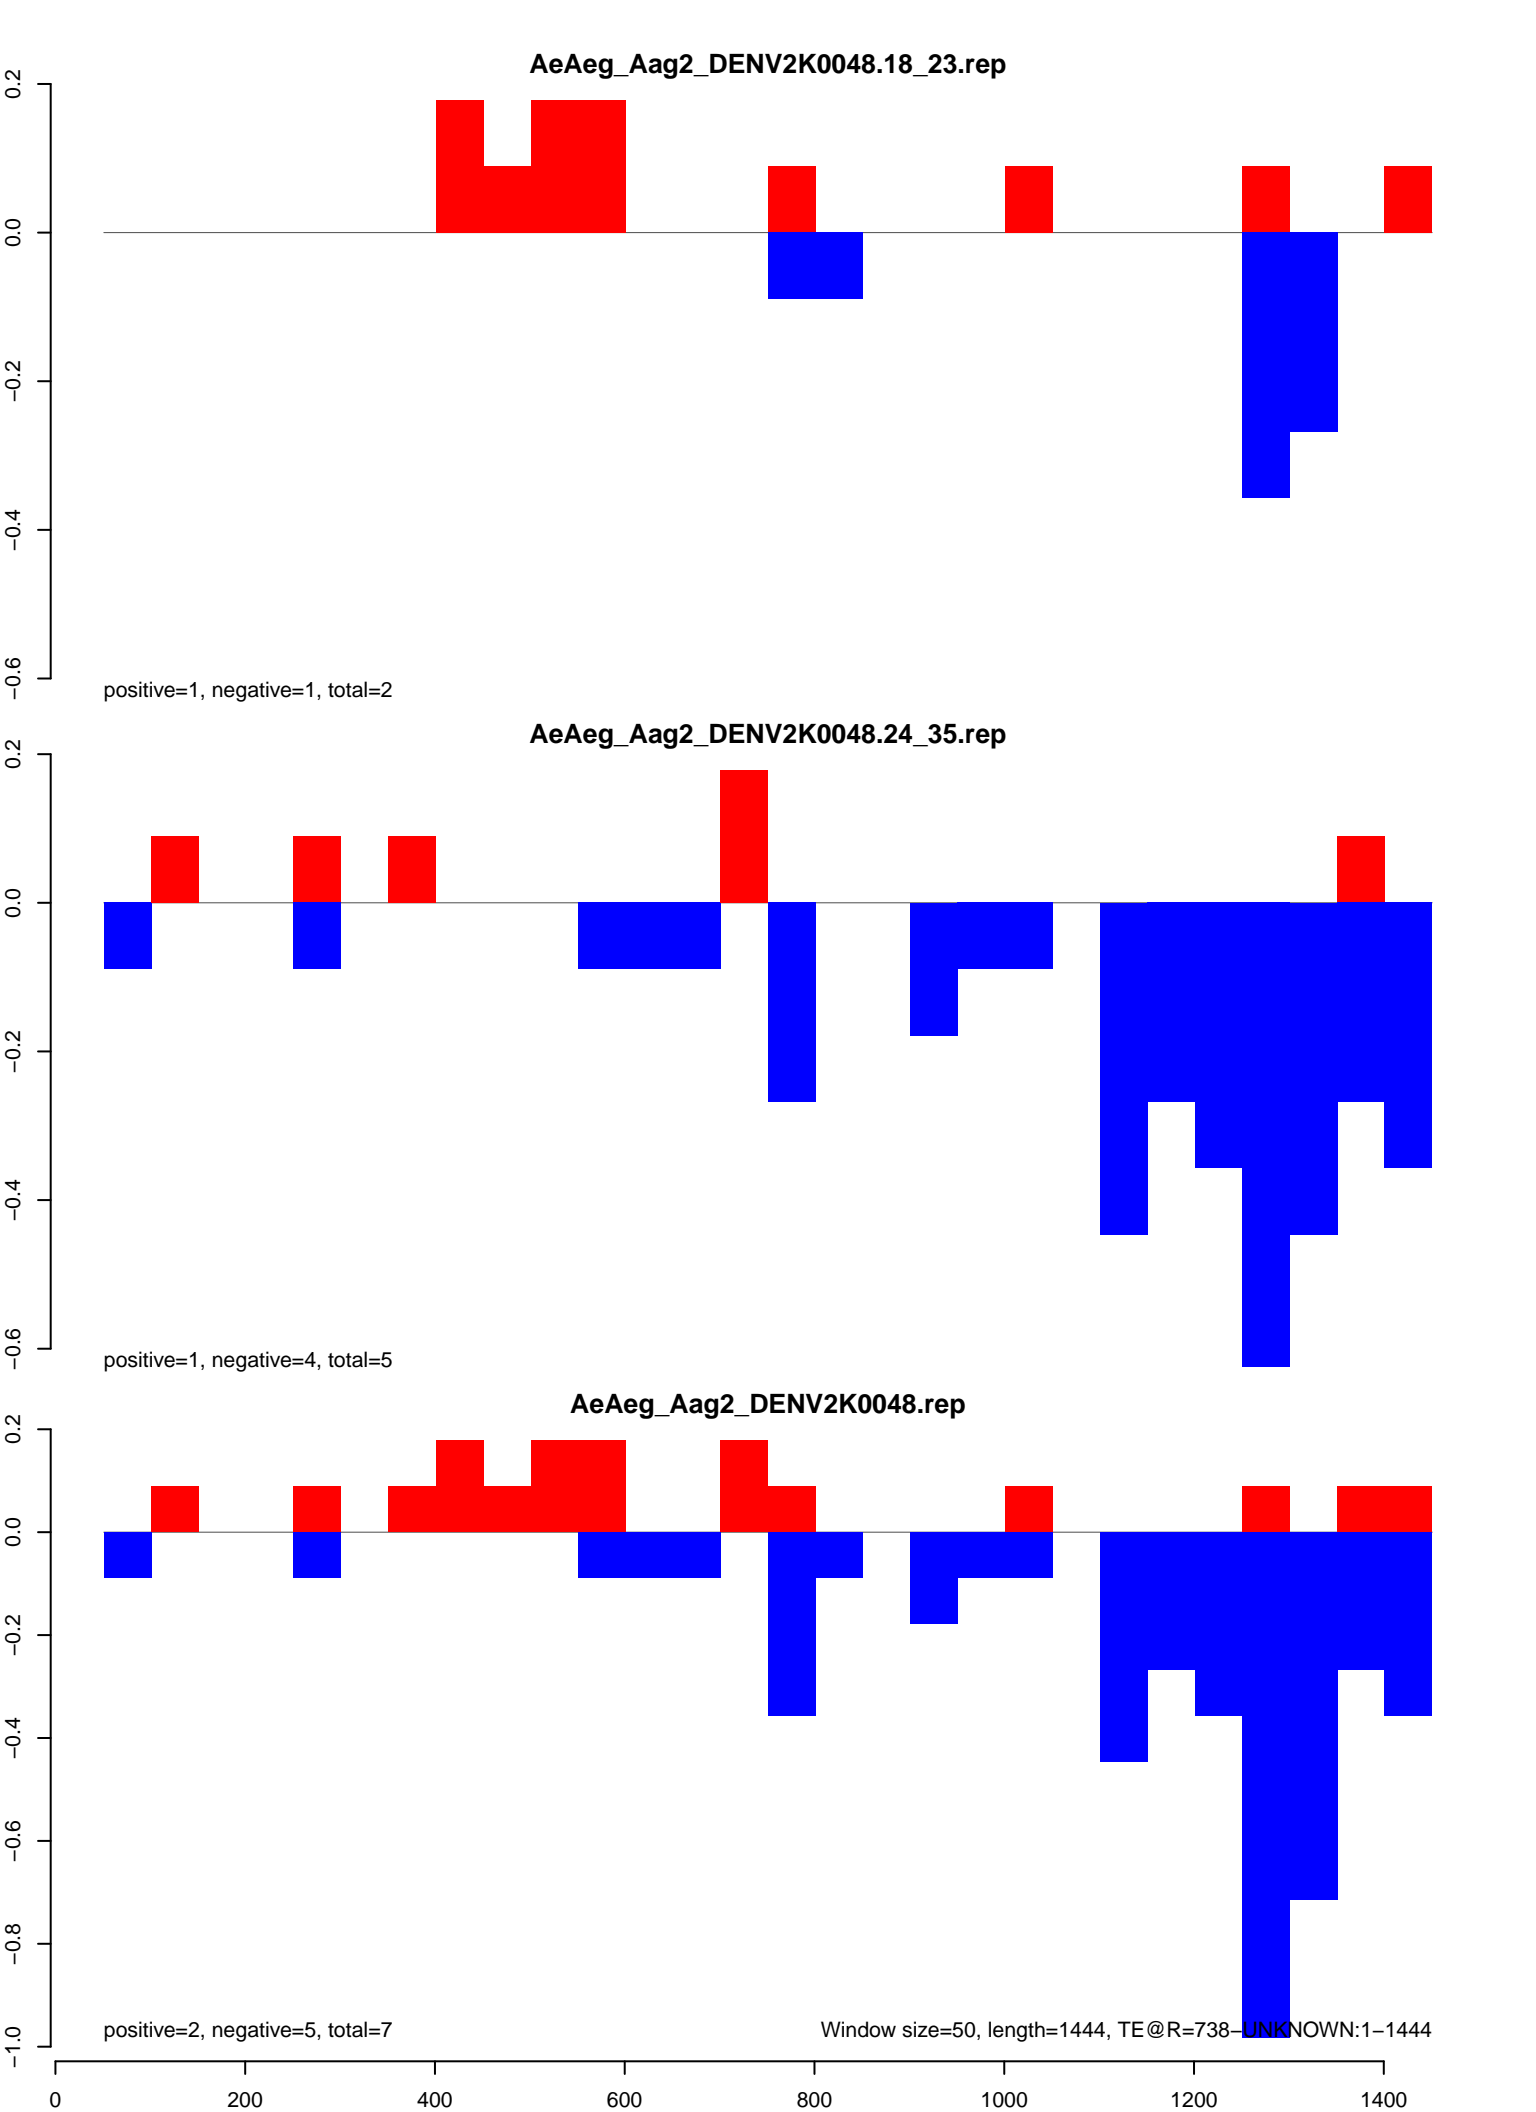 AeAeg_Aag2_DENV2K0048.18_23.rep
0.2
0.0
−0.2
−0.4
−0.6
positive=1, negative=1, total=2
AeAeg_Aag2_DENV2K0048.24_35.rep
0.2
0.0
−0.2
−0.4
−0.6
positive=1, negative=4, total=5
AeAeg_Aag2_DENV2K0048.rep
0.2
0.0
−0.2
−0.4
−0.6
−0.8
−1.0
positive=2, negative=5, total=7
Window size=50, length=1444, TE@R=738−UNKNOWN:1−1444
0 200 400 600 800 1000 1200 1400